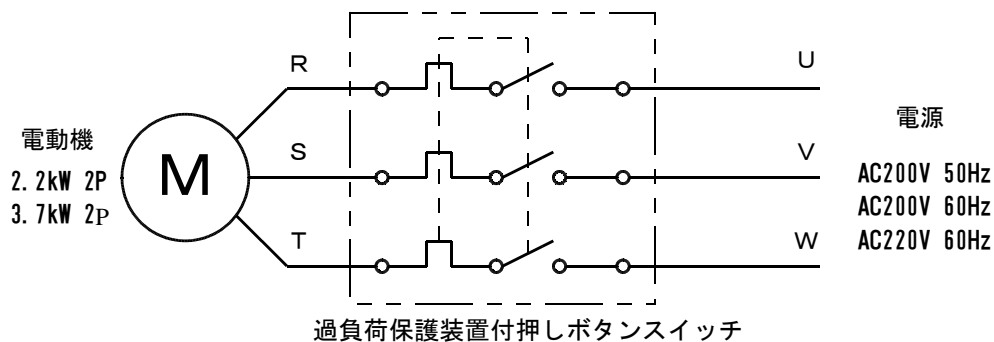 R
U
電動機
2.2kW 2P
3.7kW 2P
M
S
V
電源
AC200V 50Hz
AC200V 60Hz
AC220V 60Hz
T
W
過負荷保護装置付押しボタンスイッチ